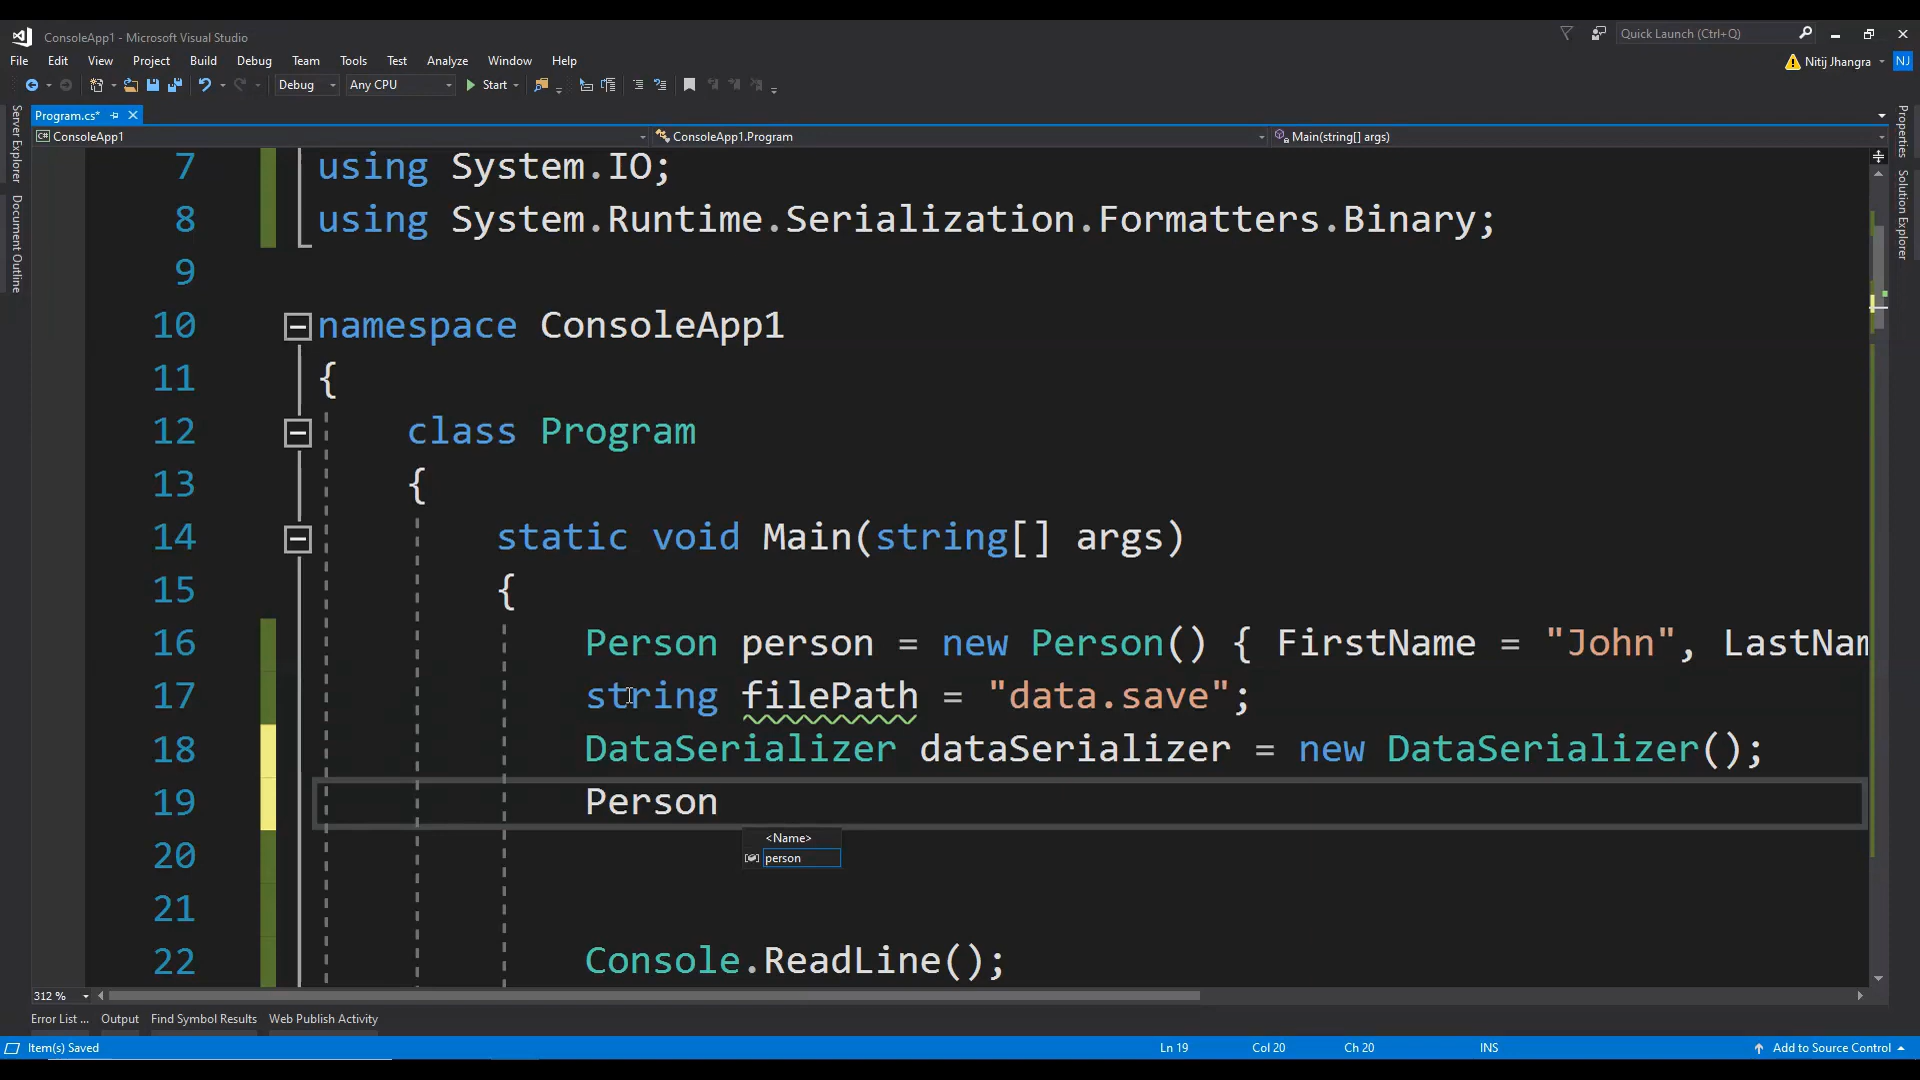 ConsoleApp1 - Microsoft Visual Studio
Quick Launch (Ctrl+Q)
File Edit View Project Build Debug Team Tools Test Analyze Window Help
Nitij Jhangra NJ
Debug Any CPU Start
Program.cs*
ConsoleApp1 ConsoleApp1.Program Main(string[] args)
Server Explorer
Document Outline
Properties
Solution Explorer
7 using System.IO;
8 using System.Runtime.Serialization.Formatters.Binary;
9
10 namespace ConsoleApp1
11 {
12 class Program
13 {
14 static void Main(string[] args)
15 {
16 Person person = new Person() { FirstName = "John", LastNam
17 string filePath = "data.save";
18 DataSerializer dataSerializer = new DataSerializer();
19 Person
<Name>
20
person
21
22 Console.ReadLine();
312 %
Error List ... Output Find Symbol Results Web Publish Activity
Item(s) Saved Ln 19 Col 20 Ch 20 INS Add to Source Control